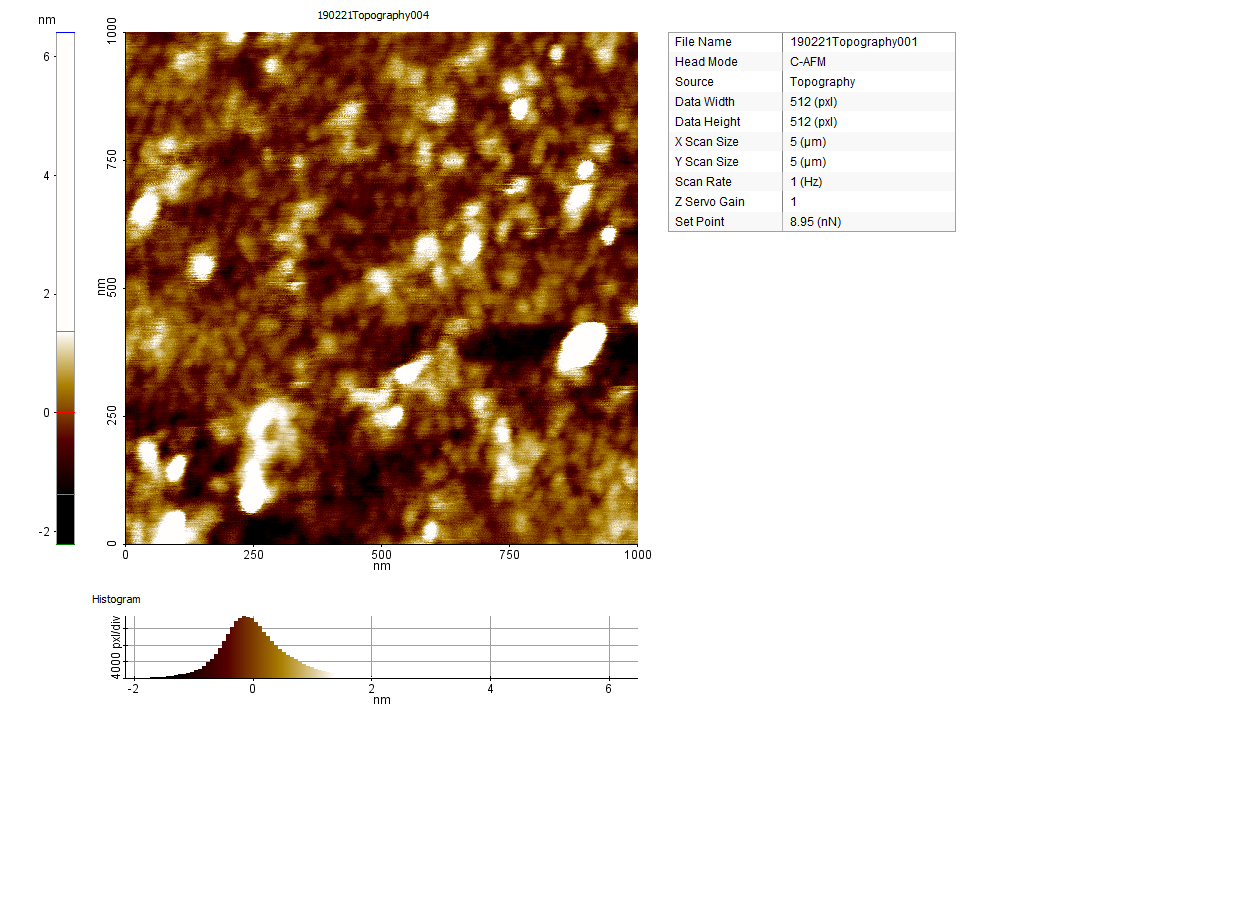 190221Topography004
nm
6
4
2
0
-2
1000
750
500
250
0
nm
0 250 500 750 1000
nm
File Name 190221Topography001
Head Mode C-AFM
Source Topography
Data Width 512 (pxl)
Data Height 512 (pxl)
X Scan Size 5 (µm)
Y Scan Size 5 (µm)
Scan Rate 1 (Hz)
Z Servo Gain 1
Set Point 8.95 (nN)
Histogram
4000 pxl/div
-2 0 2 4 6
nm